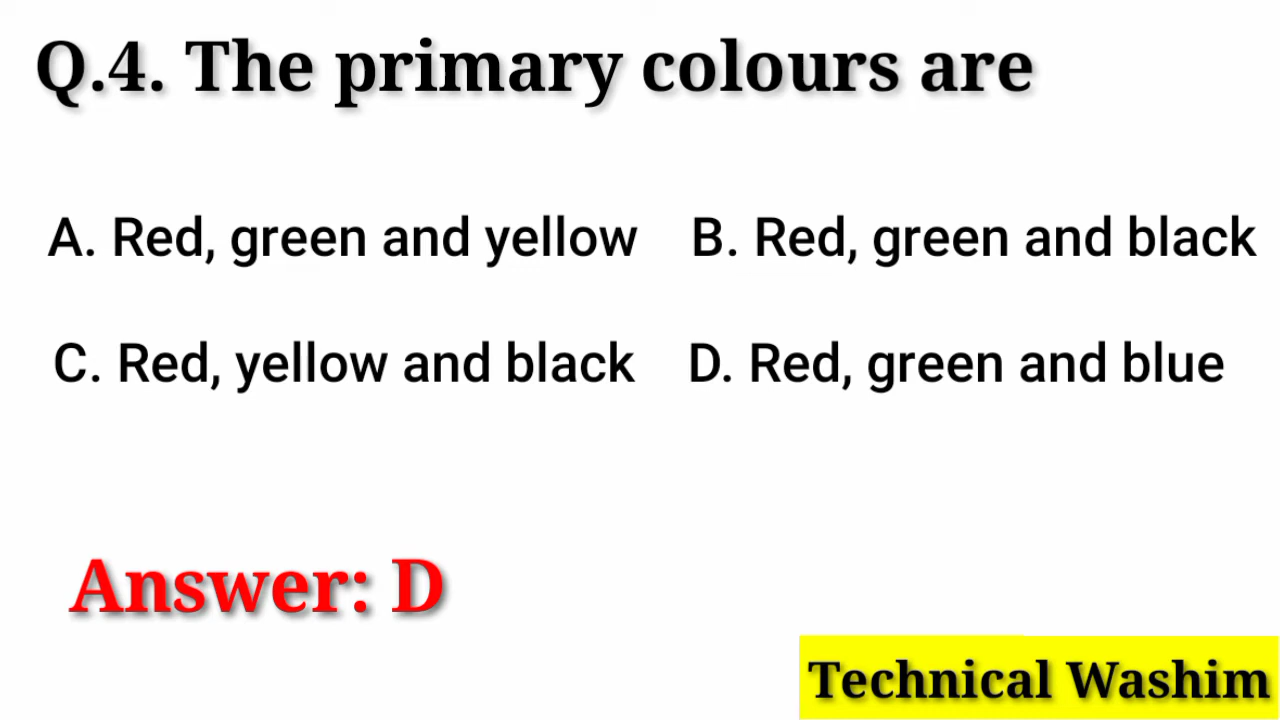 Q.4. The primary colours are
A. Red, green and yellow B. Red, green and black
C. Red, yellow and black D. Red, green and blue
Answer: D
Technical Washim